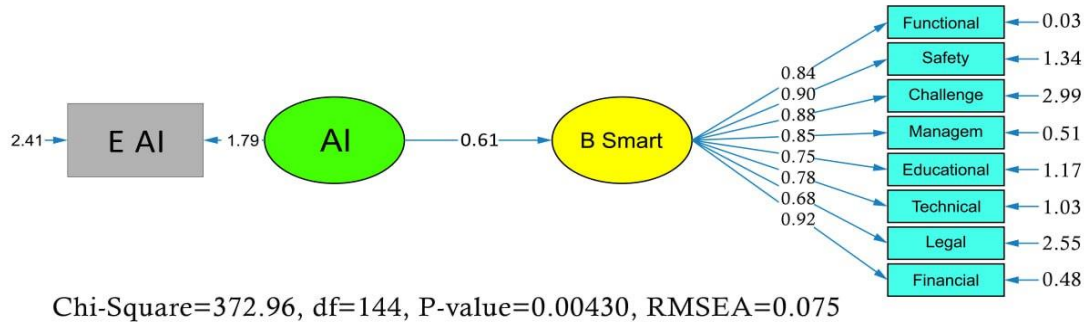 Functional 0.03
0.84 Safety 1.34
0.90 Challenge 2.99
0.88
2.41 E AI 1.79 AI 0.61 B Smart 0.85 Managem 0.51
0.75 Educational 1.17
0.78 Technical 1.03
0.68 Legal 2.55
0.92 Financial 0.48
Chi-Square=372.96, df=144, P-value=0.00430, RMSEA=0.075